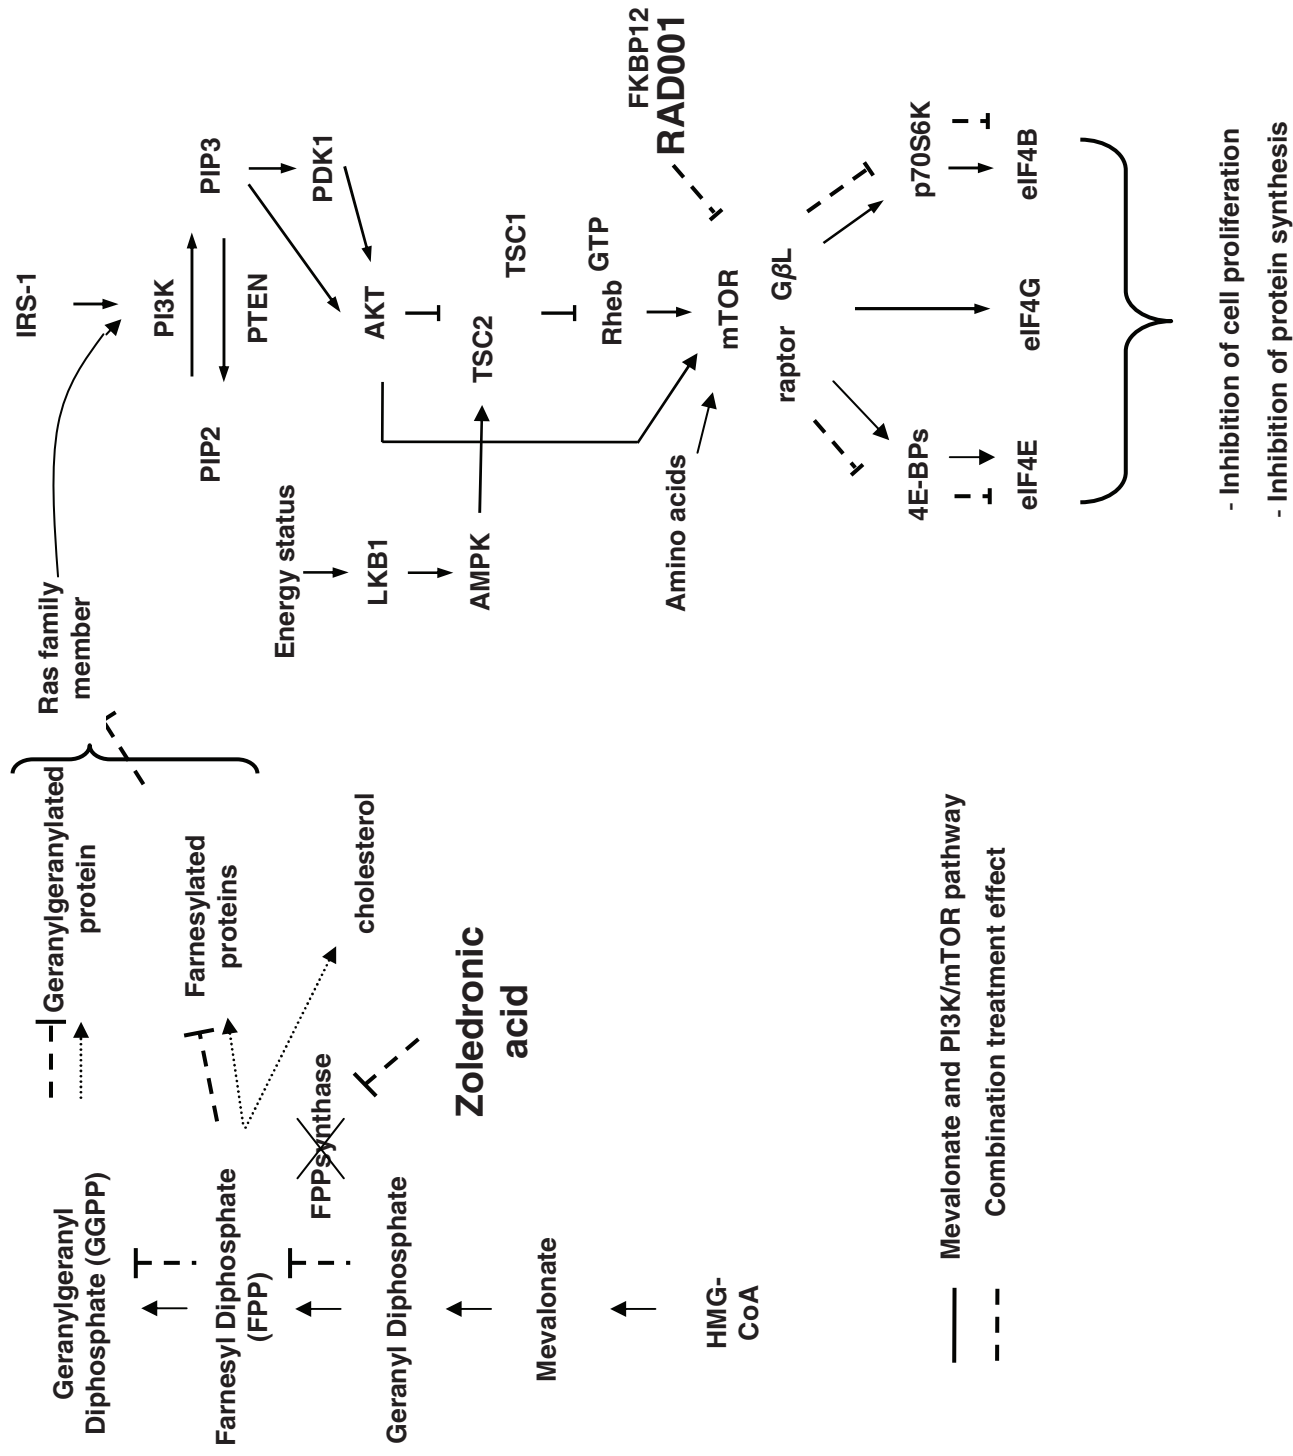 Geranylgeranyl
Diphosphate (GGPP)
Farnesyl Diphosphate
(FPP)
FPPsynthase
Geranyl Diphosphate
Mevalonate
HMG-
CoA
Geranylgeranylated
protein
Farnesylated
proteins
cholesterol
Zoledronic
acid
Ras family
member
IRS-1
PI3K
PIP2
PIP3
PTEN
PDK1
Energy status
LKB1
AKT
AMPK
TSC2
TSC1
Rheb
GTP
FKBP12
RAD001
Amino acids
mTOR
raptor
GβL
4E-BPs
p70S6K
eIF4E
eIF4G
eIF4B
- Inhibition of cell proliferation
- Inhibition of protein synthesis
Mevalonate and PI3K/mTOR pathway
Combination treatment effect